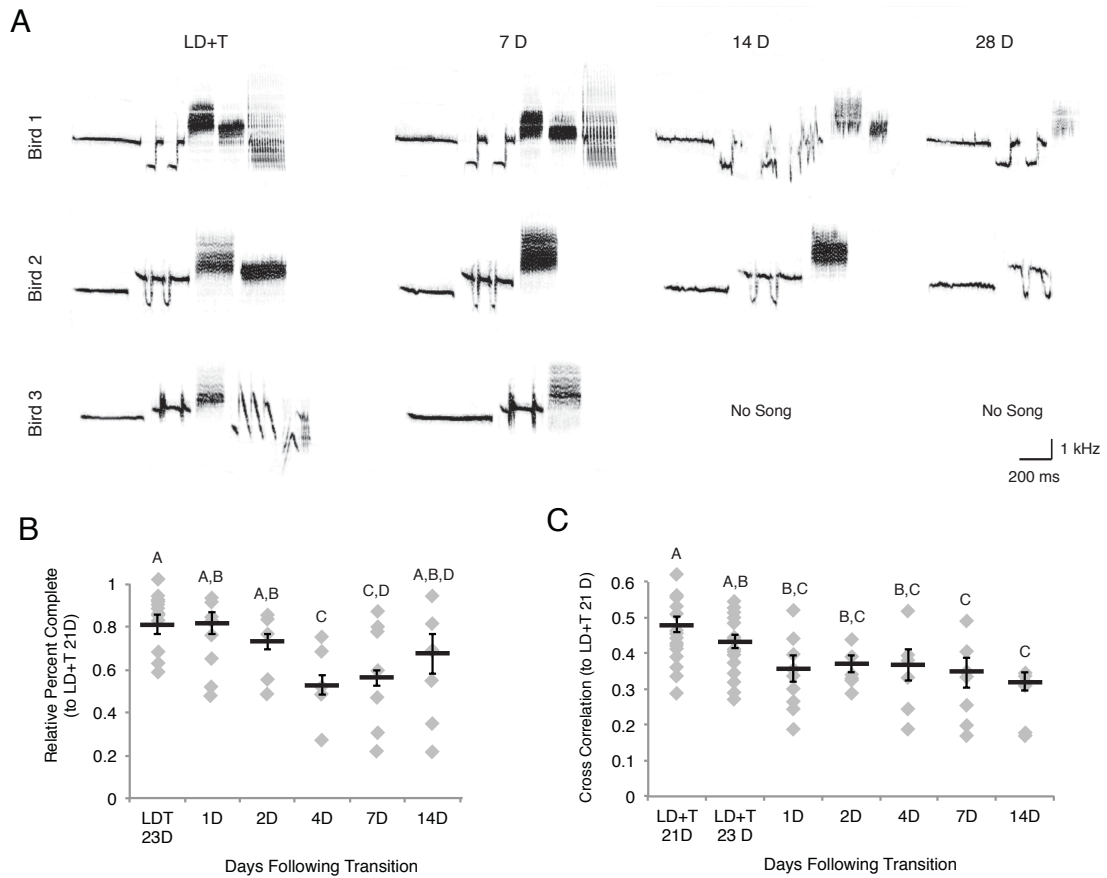 A
LD+T
7 D
14 D
28 D
Bird 1
Bird 2
Bird 3
No Song
No Song
1 kHz
200 ms
B
Relative Percent Complete
(to LD+T 21D)
1
0.8
0.6
0.4
0.2
0
A
A,B
A,B
C
C,D
A,B,D
LDT
23D
1D
2D
4D
7D
14D
Days Following Transition
C
Cross Correlation (to LD+T 21 D)
0.6
0.5
0.4
0.3
0.2
0.1
0
A
A,B
B,C
B,C
B,C
C
C
LD+T
21D
LD+T
23 D
1D
2D
4D
7D
14D
Days Following Transition